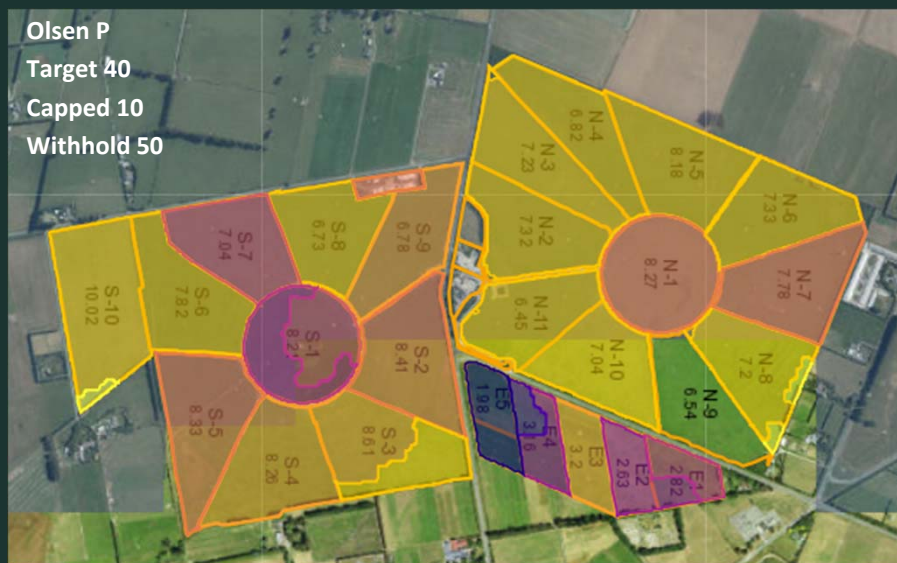 Olsen P
Target 40
Capped 10
Withhold 50
N-4
6.82
N-5
8.18
N-3
7.23
N-6
7.33
N-2
7.32
N-1
8.27
N-7
7.78
S-9
6.78
S-8
6.73
S-7
7.04
S-10
10.02
S-6
7.82
S-1
8.21
S-2
8.41
N-11
6.45
N-10
7.04
N-8
7.2
N-9
6.54
S-5
8.33
S-4
8.26
S-3
8.61
E5
1.98
E4
E3
3.2
E2
2.63
E1
2.82